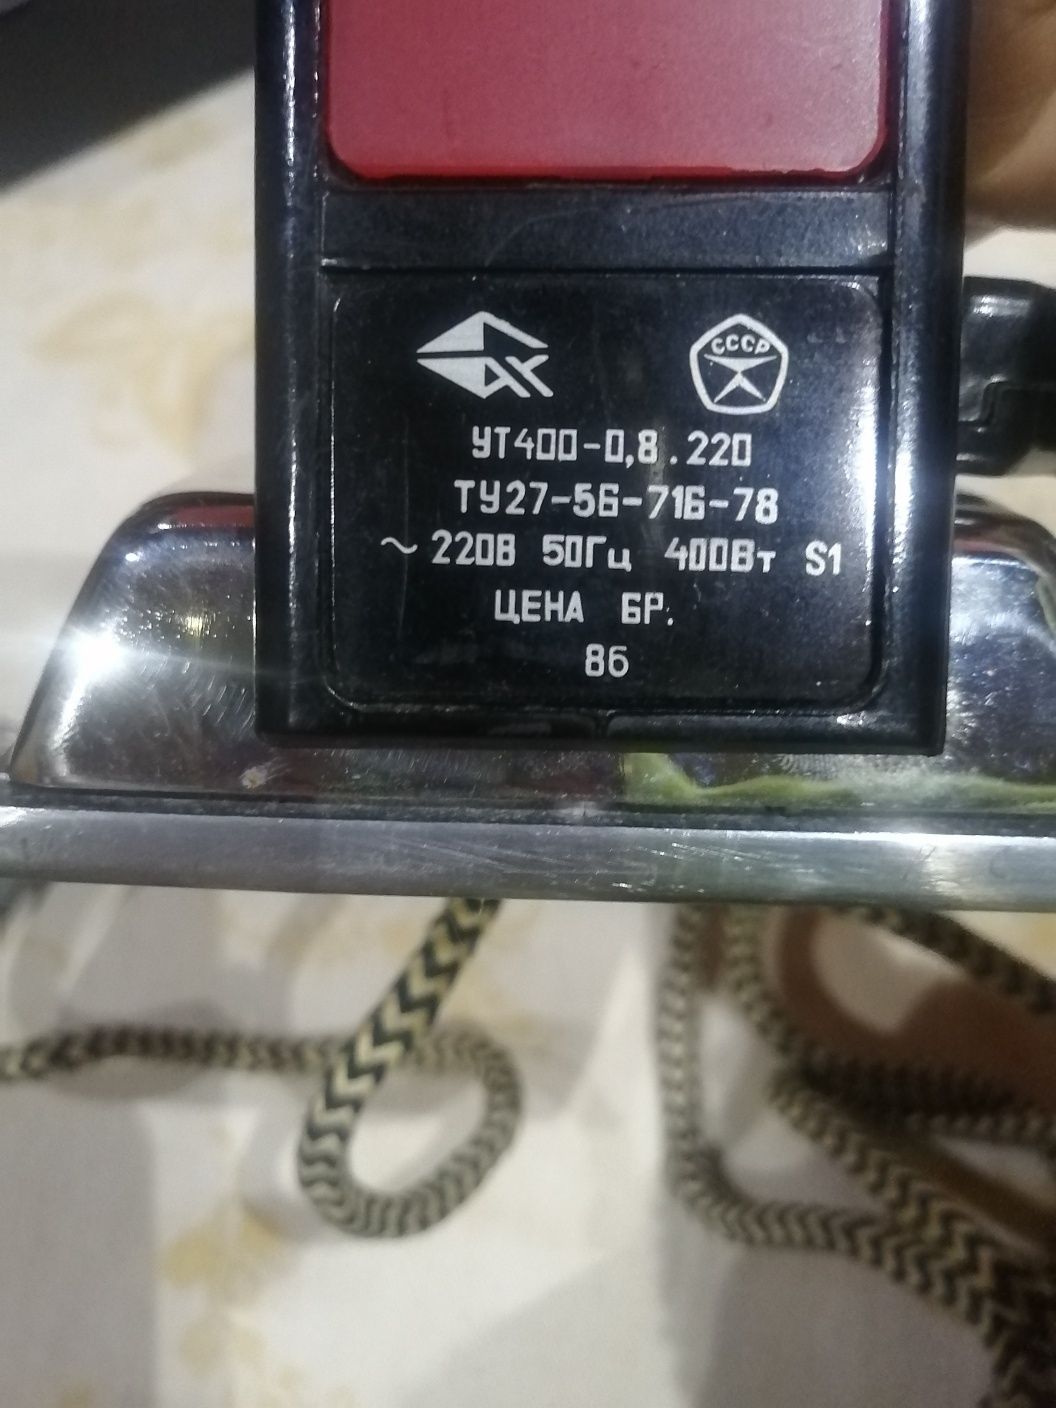 СССР
УТ400-0,8.220
ТУ27-56-716-78
~220В 50Гц 400Вт S1
ЦЕНА 6Р.
86